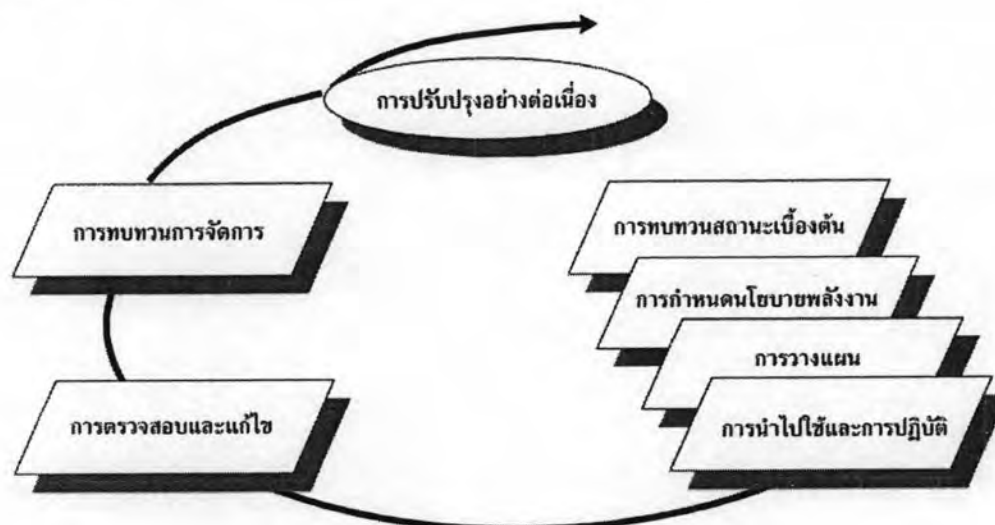 การปรับปรุงอย่างต่อเนื่อง
การทบทวนการจัดการ
การทบทวนสถานะเบื้องต้น
การกำหนดนโยบายพลังงาน
การวางแผน
การตรวจสอบและแก้ไข
การนำไปใช้และการปฏิบัติ